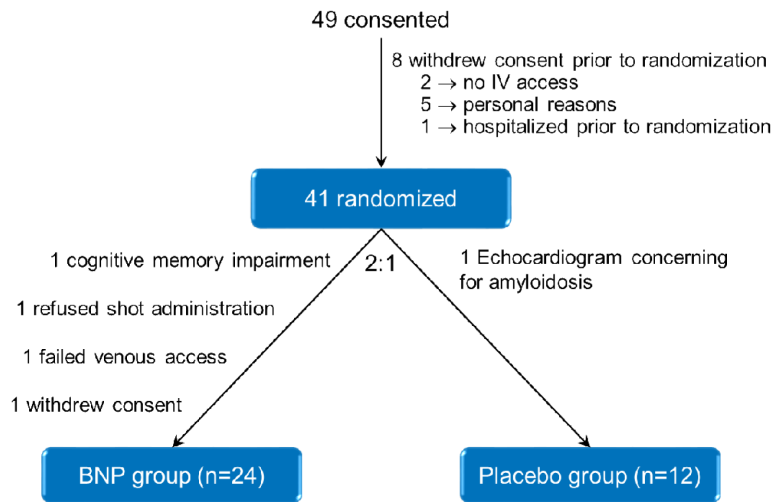 49 consented
8 withdrew consent prior to randomization
2 → no IV access
5 → personal reasons
1 → hospitalized prior to randomization
41 randomized
1 cognitive memory impairment
2:1
1 Echocardiogram concerning
for amyloidosis
1 refused shot administration
1 failed venous access
1 withdrew consent
BNP group (n=24)
Placebo group (n=12)